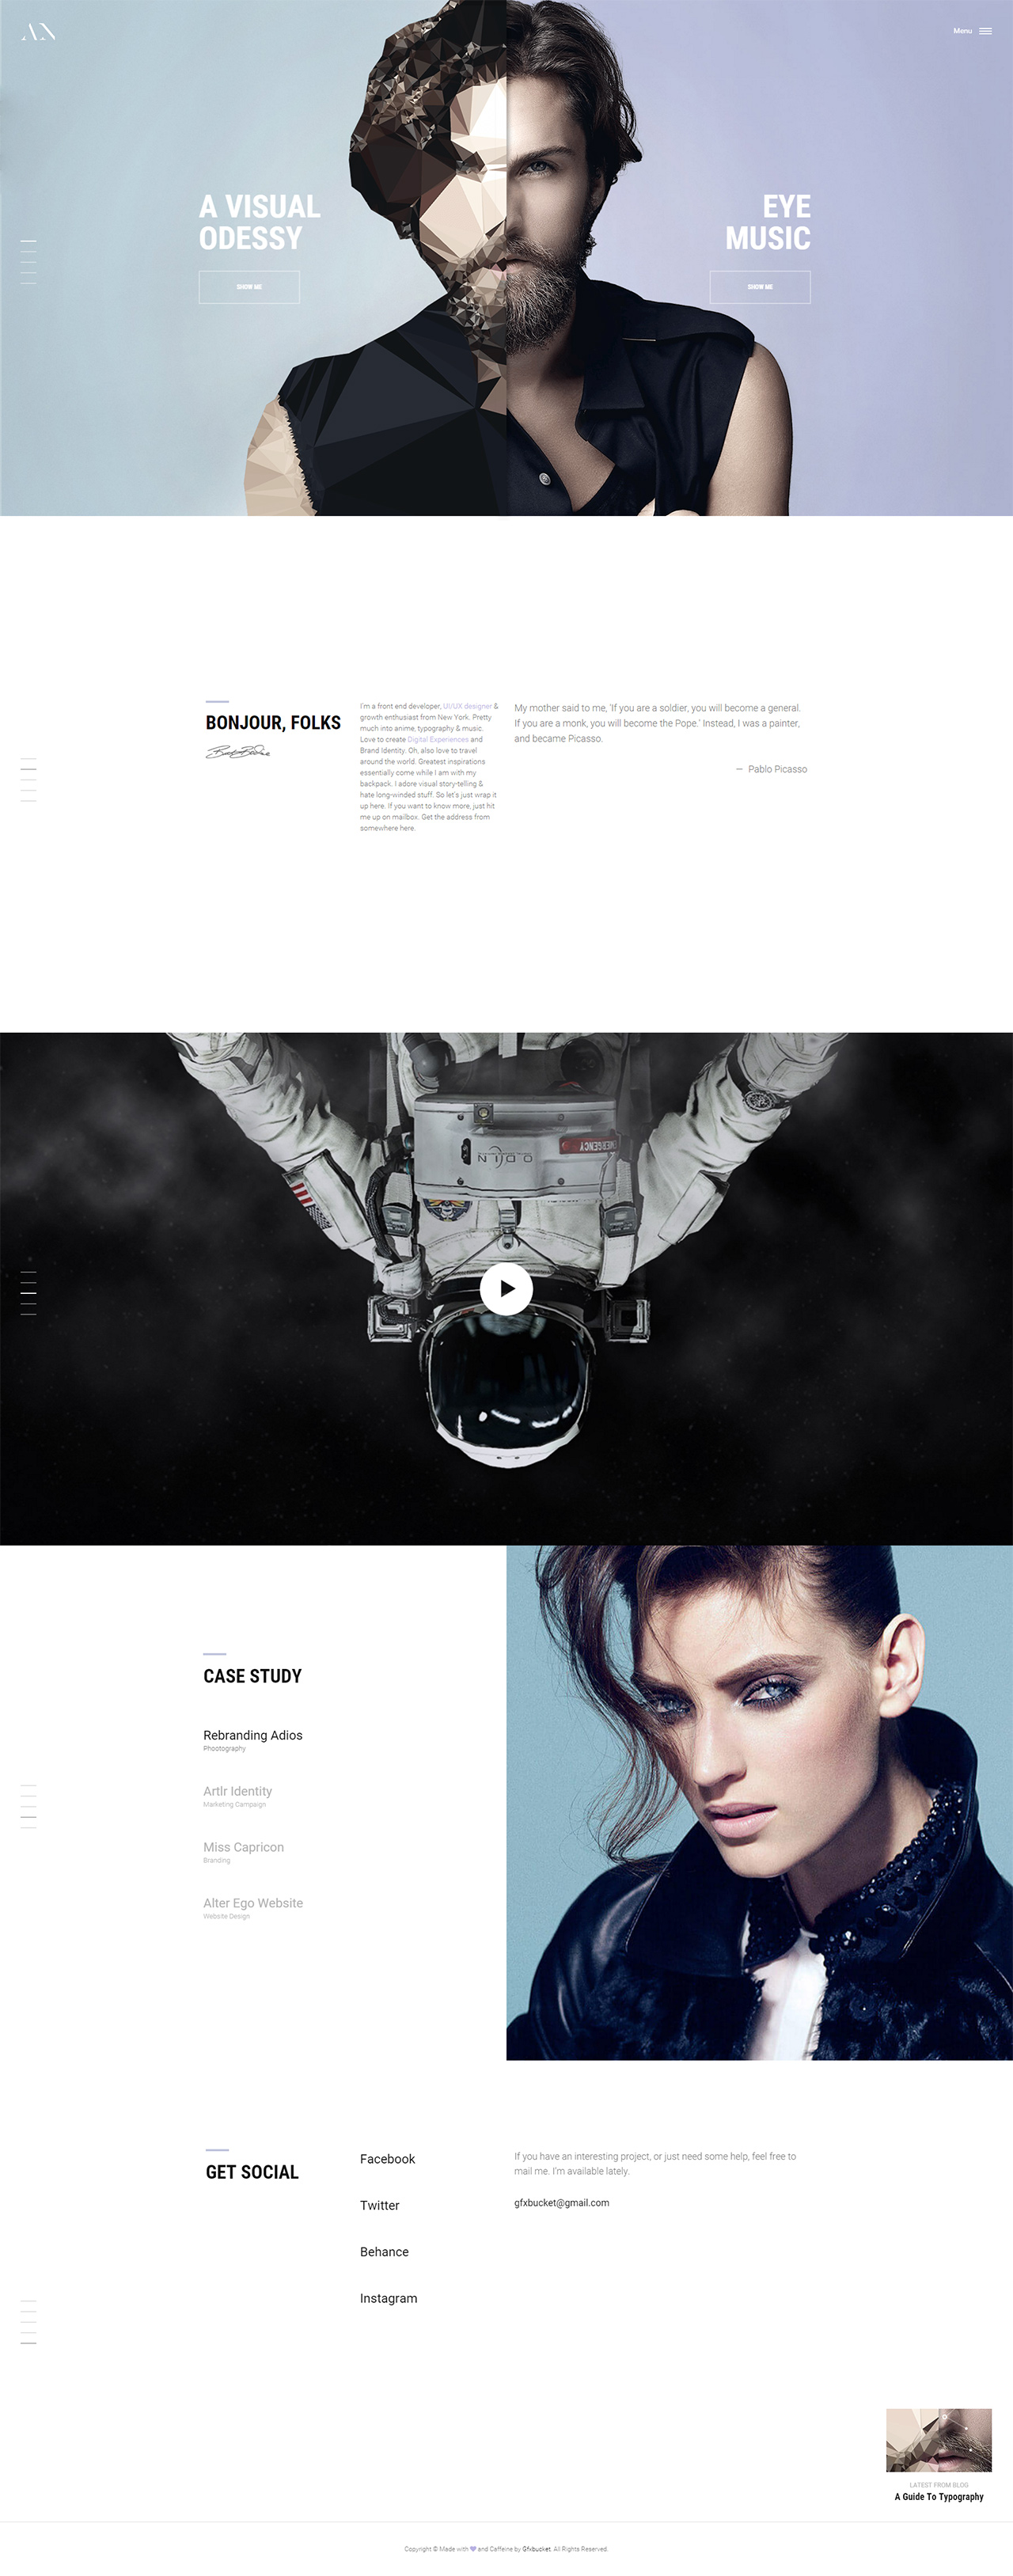 AN
Menu
A VISUAL
ODESSY
SHOW ME
EYE
MUSIC
SHOW ME
BONJOUR, FOLKS
I'm a front end developer, UI/UX designer &
growth enthusiast from New York. Pretty
much into anime, typography & music.
Love to create Digital Experiences and
Brand Identity. Oh, also love to travel
around the world. Greatest inspirations
essentially come while I am with my
backpack. I adore visual story-telling &
hate long-winded stuff. So let's just wrap it
up here. If you want to know more, just hit
me up on mailbox. Get the address from
somewhere here.
My mother said to me, 'If you are a soldier, you will become a general.
If you are a monk, you will become the Pope.' Instead, I was a painter,
and became Picasso.
— Pablo Picasso
EMERGENCY
ODIN
CASE STUDY
Rebranding Adios
Phootography
Artlr Identity
Marketing Campaign
Miss Capricon
Branding
Alter Ego Website
Website Design
GET SOCIAL
Facebook
Twitter
Behance
Instagram
If you have an interesting project, or just need some help, feel free to
mail me. I'm available lately.
gfxbucket@gmail.com
LATEST FROM BLOG
A Guide To Typography
Copyright © Made with 💜 and Caffeine by Gfxbucket. All Rights Reserved.